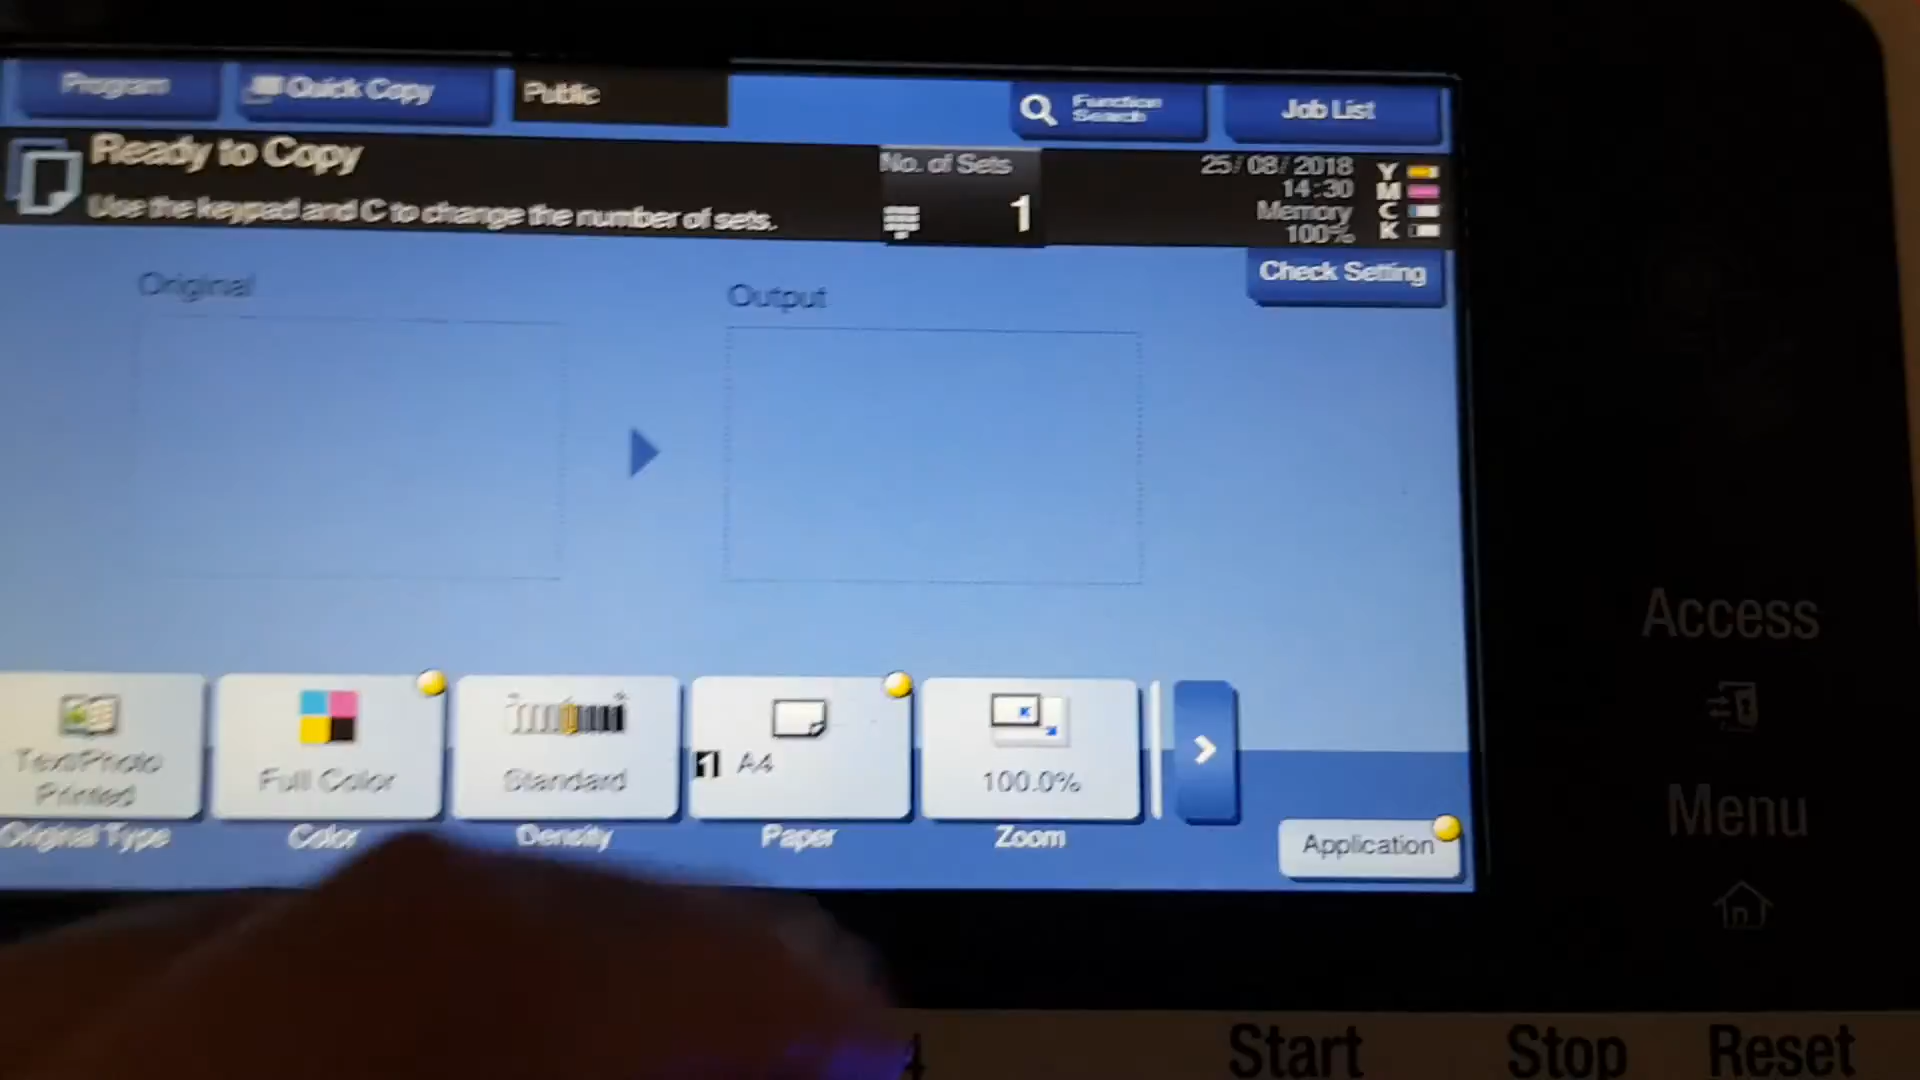 Program
Quick Copy
Public
Function Search
Job List
Ready to Copy
Use the keypad and C to change the number of sets.
No. of Sets
1
25/08/2018
14:30
Memory
100%
Y
M
C
K
Check Setting
Original
Output
Text/Photo
Printed
Full Color
Standard
1 A4
100.0%
Original Type
Color
Density
Paper
Zoom
Application
Access
Menu
Start
Stop
Reset